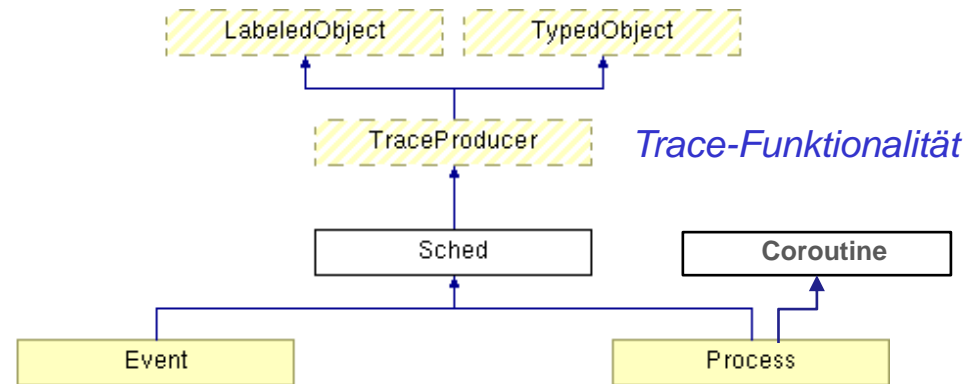 LabeledObject TypedObject
TraceProducer Trace-Funktionalität
Sched Coroutine
Event Process